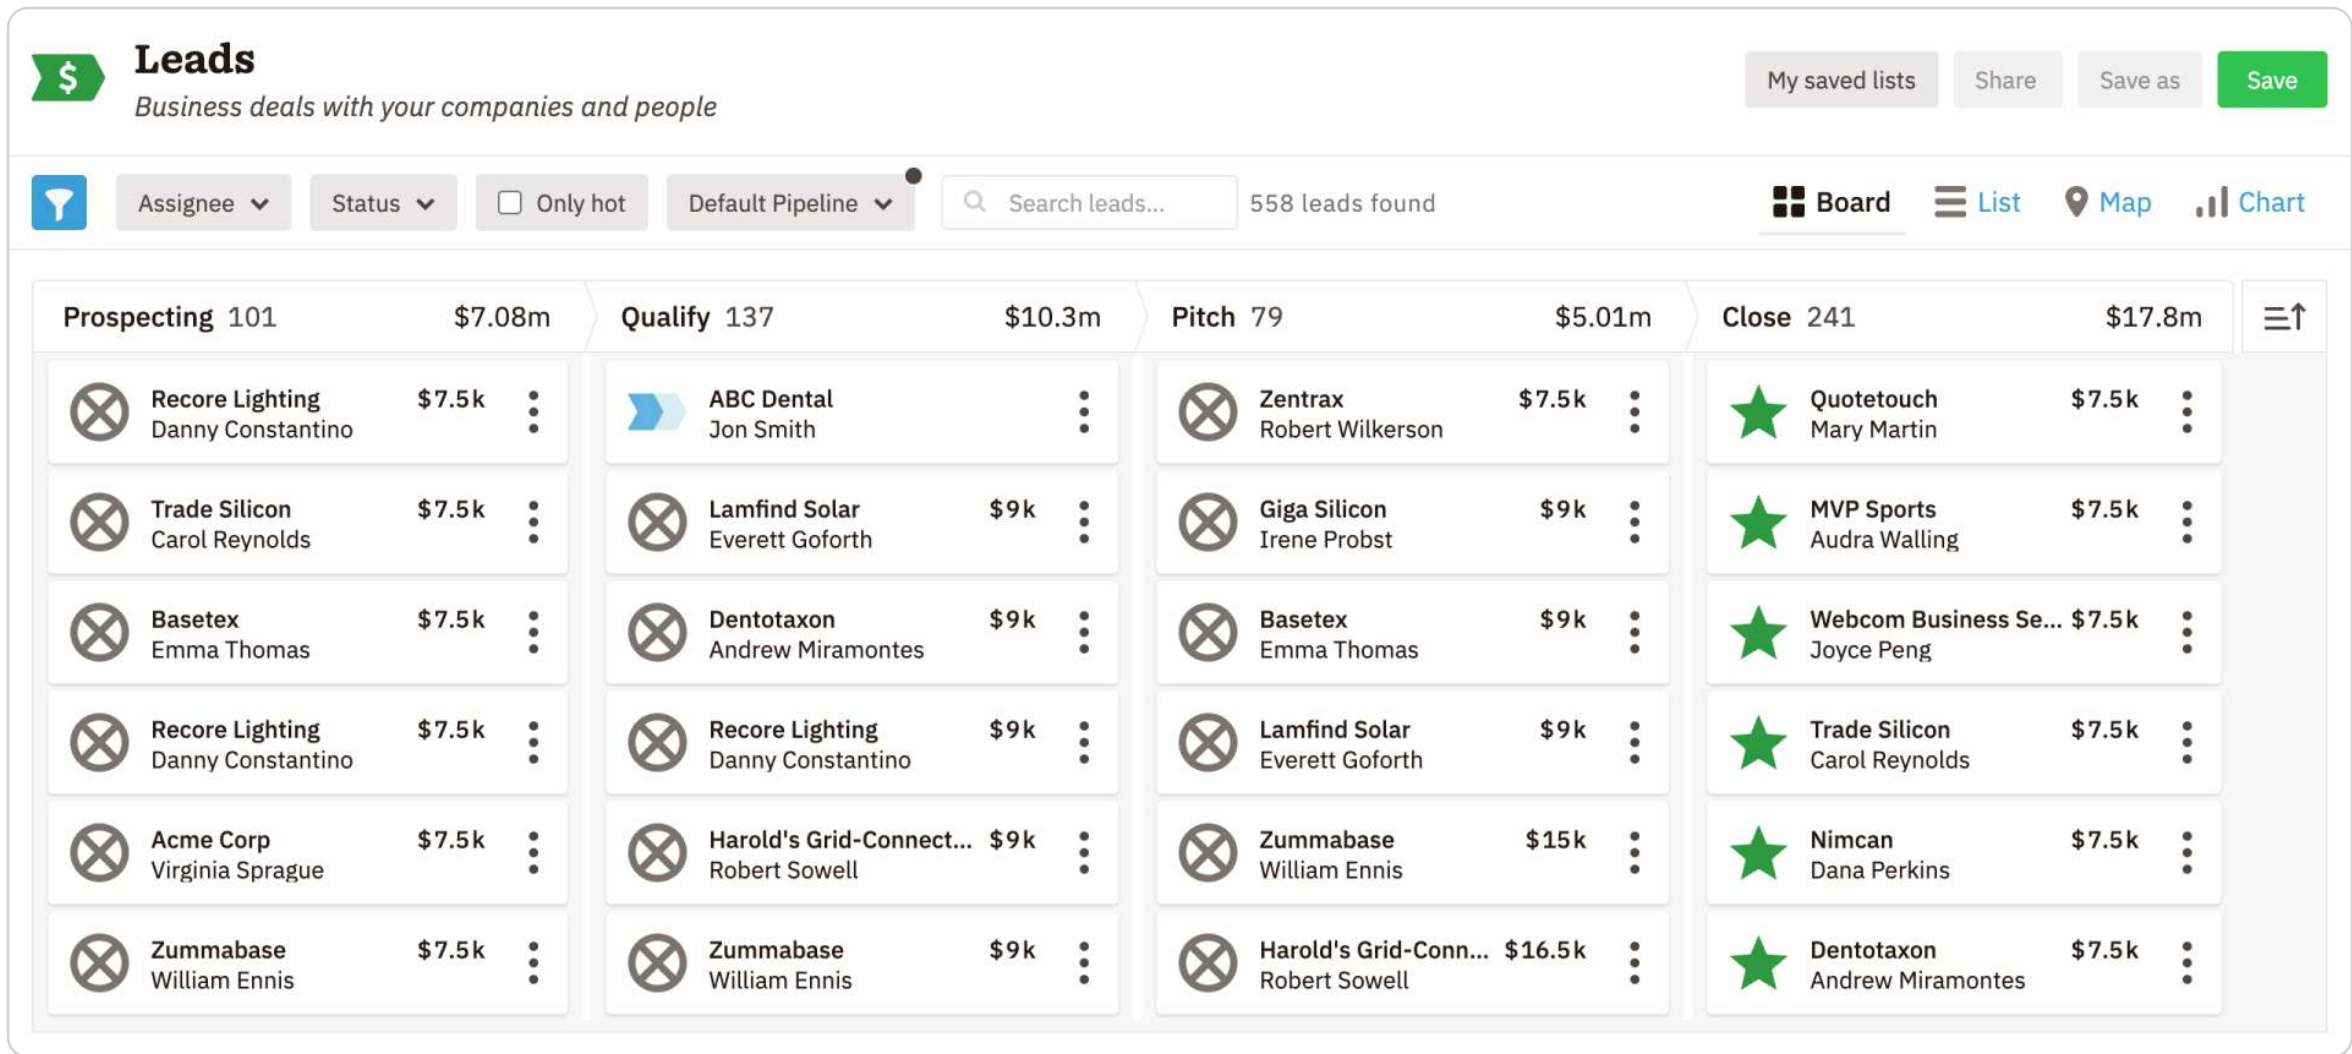 $
Leads
Business deals with your companies and people
My saved lists
Share
Save as
Save
Assignee
Status
Only hot
Default Pipeline
Search leads...
558 leads found
Board
List
Map
Chart
Prospecting 101 $7.08m
Recore Lighting $7.5k
Danny Constantino
Trade Silicon $7.5k
Carol Reynolds
Basetex $7.5k
Emma Thomas
Recore Lighting $7.5k
Danny Constantino
Acme Corp $7.5k
Virginia Sprague
Zummabase $7.5k
William Ennis
Qualify 137 $10.3m
ABC Dental
Jon Smith
Lamfind Solar $9k
Everett Goforth
Dentotaxon $9k
Andrew Miramontes
Recore Lighting $9k
Danny Constantino
Harold's Grid-Connect... $9k
Robert Sowell
Zummabase $9k
William Ennis
Pitch 79 $5.01m
Zentrax $7.5k
Robert Wilkerson
Giga Silicon $9k
Irene Probst
Basetex $9k
Emma Thomas
Lamfind Solar $9k
Everett Goforth
Zummabase $15k
William Ennis
Harold's Grid-Conn... $16.5k
Robert Sowell
Close 241 $17.8m
Quotetouch $7.5k
Mary Martin
MVP Sports $7.5k
Audra Walling
Webcom Business Se... $7.5k
Joyce Peng
Trade Silicon $7.5k
Carol Reynolds
Nimcan $7.5k
Dana Perkins
Dentotaxon $7.5k
Andrew Miramontes